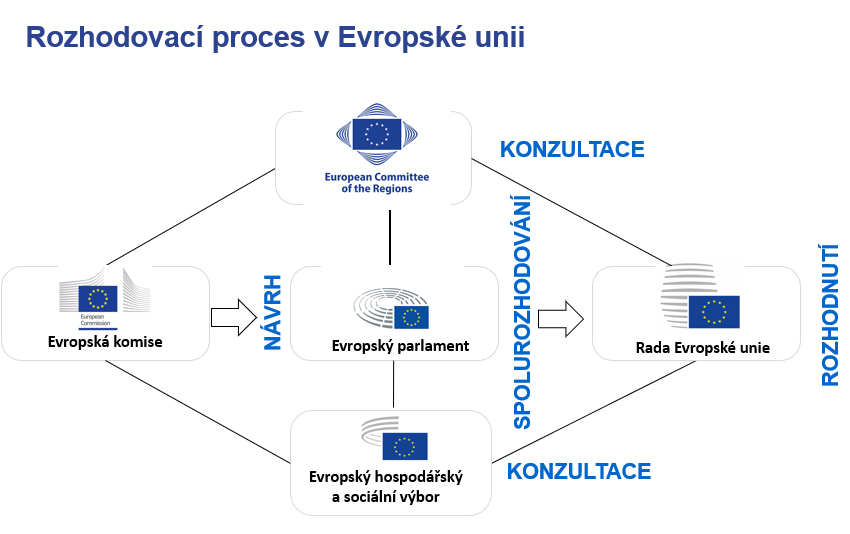 Rozhodovací proces v Evropské unii
European Committee
of the Regions
KONZULTACE
European
Commission
Evropská komise
NÁVRH
Evropský parlament
SPOLUROZHODOVÁNÍ
Rada Evropské unie
ROZHODNUTÍ
Evropský hospodářský
a sociální výbor
KONZULTACE